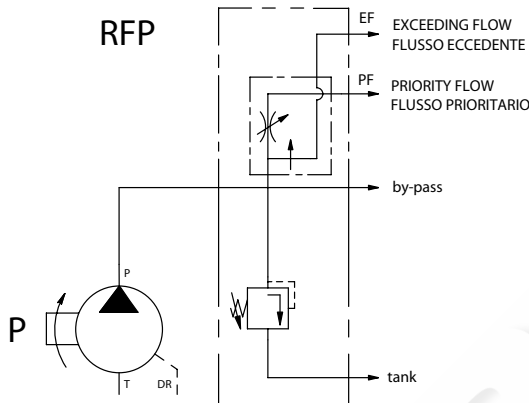 RFP
EF
EXCEEDING FLOW
FLUSSO ECCEDENTE
PF
PRIORITY FLOW
FLUSSO PRIORITARIO
by-pass
P
P
T
DR
tank